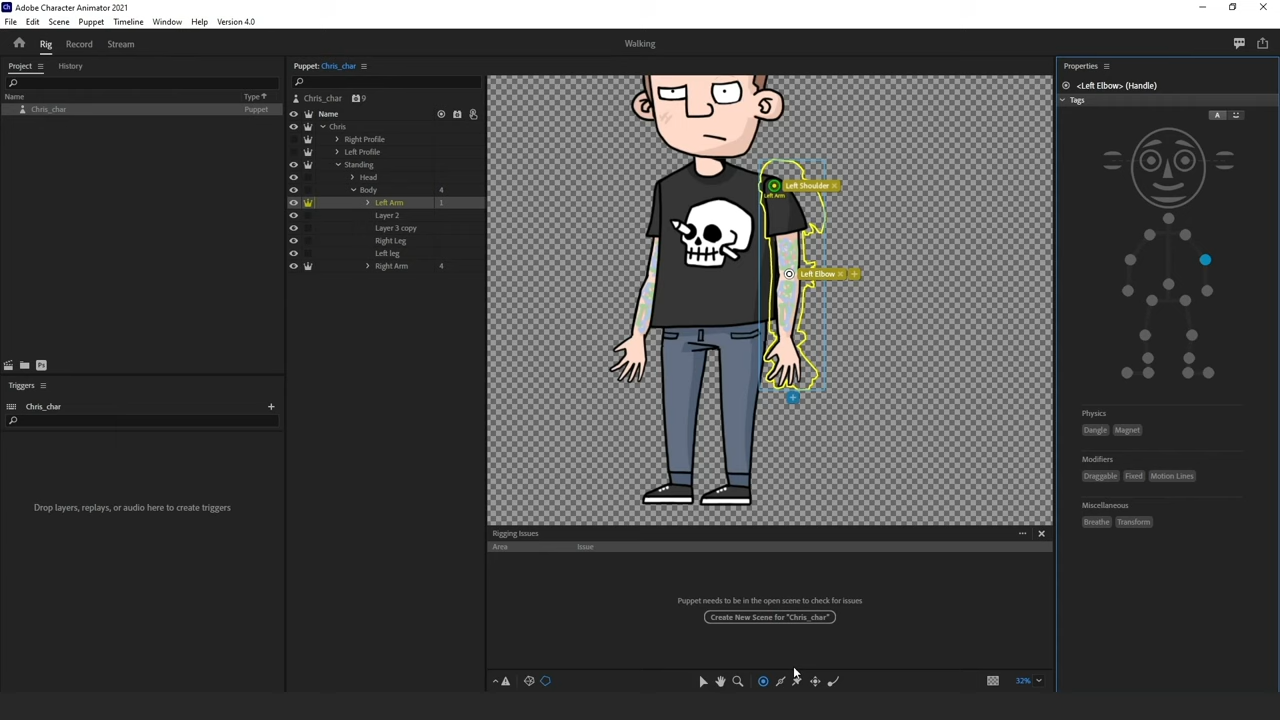 Ch Adobe Character Animator 2021
File Edit Scene Puppet Timeline Window Help Version 4.0
Rig Record Stream Walking
Project History
Name Type
Chris_char Puppet
Triggers
Chris_char
Drop layers, replays, or audio here to create triggers
Puppet: Chris_char
Chris_char 9
Name
Chris
Right Profile
Left Profile
Standing
Head
Body 4
Left Arm 1
Layer 2
Layer 3 copy
Right Leg
Left leg
Right Arm 4
Left Shoulder
Left Arm
Left Elbow
Rigging Issues
Area Issue
Puppet needs to be in the open scene to check for issues
Create New Scene for "Chris_char"
32%
Properties
<Left Elbow> (Handle)
Tags
A
Physics
Dangle Magnet
Modifiers
Draggable Fixed Motion Lines
Miscellaneous
Breathe Transform
Ps